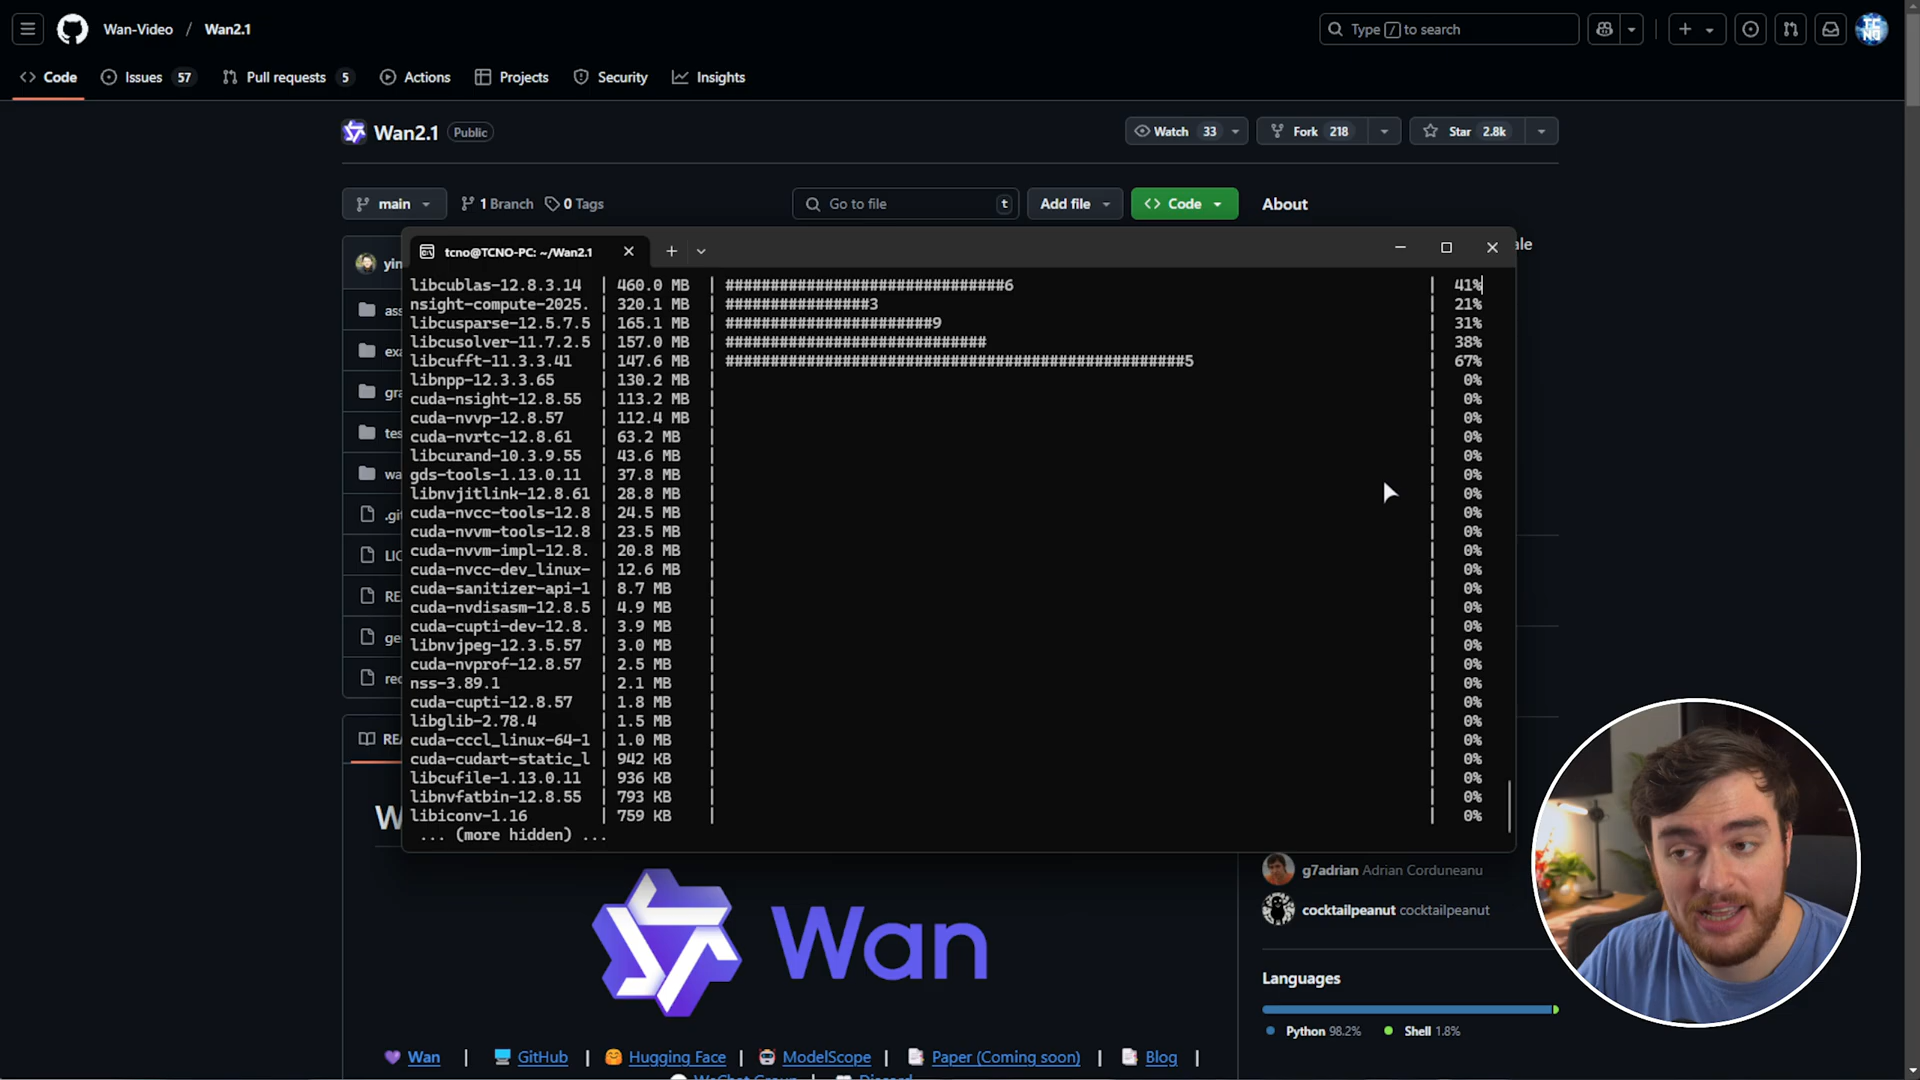 Wan-Video / Wan2.1
Type / to search
Code Issues 57 Pull requests 5 Actions Projects Security Insights
Wan2.1 Public
Watch 33 Fork 218 Star 2.8k
main 1 Branch 0 Tags Go to file t Add file Code About
tcno@TCNO-PC: ~/Wan2.1
libcublas-12.8.3.14 | 460.0 MB | ###############################6 | 41%
nsight-compute-2025. | 320.1 MB | ################3 | 21%
libcusparse-12.5.7.5 | 165.1 MB | #######################9 | 31%
libcusolver-11.7.2.5 | 157.0 MB | ############################# | 38%
libcufft-11.3.3.41 | 147.6 MB | ###################################################5 | 67%
libnpp-12.3.3.65 | 130.2 MB | | 0%
cuda-nsight-12.8.55 | 113.2 MB | | 0%
cuda-nvvp-12.8.57 | 112.4 MB | | 0%
cuda-nvrtc-12.8.61 | 63.2 MB | | 0%
libcurand-10.3.9.55 | 43.6 MB | | 0%
gds-tools-1.13.0.11 | 37.8 MB | | 0%
libnvjitlink-12.8.61 | 28.8 MB | | 0%
cuda-nvcc-tools-12.8 | 24.5 MB | | 0%
cuda-nvvm-tools-12.8 | 23.5 MB | | 0%
cuda-nvvm-impl-12.8. | 20.8 MB | | 0%
cuda-nvcc-dev_linux- | 12.6 MB | | 0%
cuda-sanitizer-api-1 | 8.7 MB | | 0%
cuda-nvdisasm-12.8.5 | 4.9 MB | | 0%
cuda-cupti-dev-12.8. | 3.9 MB | | 0%
libnvjpeg-12.3.5.57 | 3.0 MB | | 0%
cuda-nvprof-12.8.57 | 2.5 MB | | 0%
nss-3.89.1 | 2.1 MB | | 0%
cuda-cupti-12.8.57 | 1.8 MB | | 0%
libglib-2.78.4 | 1.5 MB | | 0%
cuda-cccl_linux-64-1 | 1.0 MB | | 0%
cuda-cudart-static_l | 942 KB | | 0%
libcufile-1.13.0.11 | 936 KB | | 0%
libnvfatbin-12.8.55 | 793 KB | | 0%
libiconv-1.16 | 759 KB | | 0%
... (more hidden) ...
g7adrian Adrian Corduneanu
cocktailpeanut cocktailpeanut
Wan
Languages
Python 98.2% Shell 1.8%
Wan | GitHub | Hugging Face | ModelScope | Paper (Coming soon) | Blog |